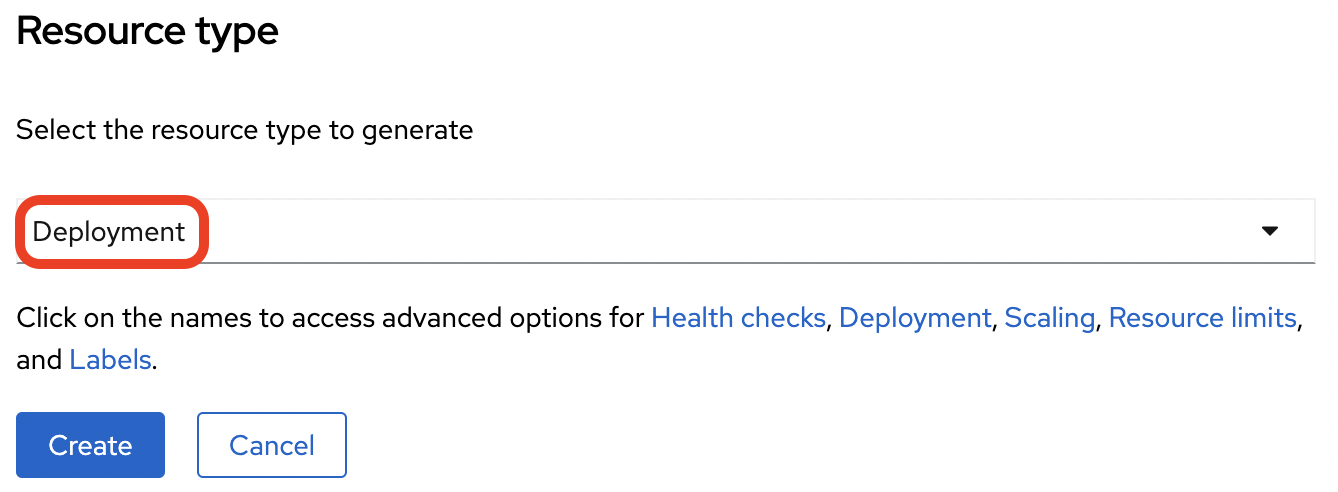 Resource type
Select the resource type to generate
Deployment
Click on the names to access advanced options for Health checks, Deployment, Scaling, Resource limits,
and Labels.
Create
Cancel